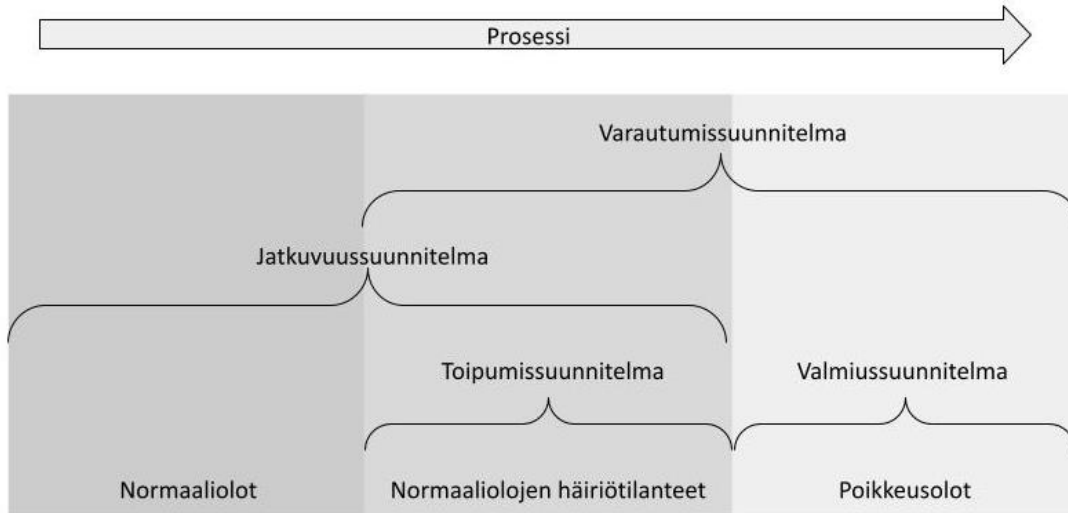 Prosessi
Varautumissuunnitelma
Jatkuvuussuunnitelma
Toipumissuunnitelma
Valmiussuunnitelma
Normaaliolot
Normaaliolojen häiriötilanteet
Poikkeusolot